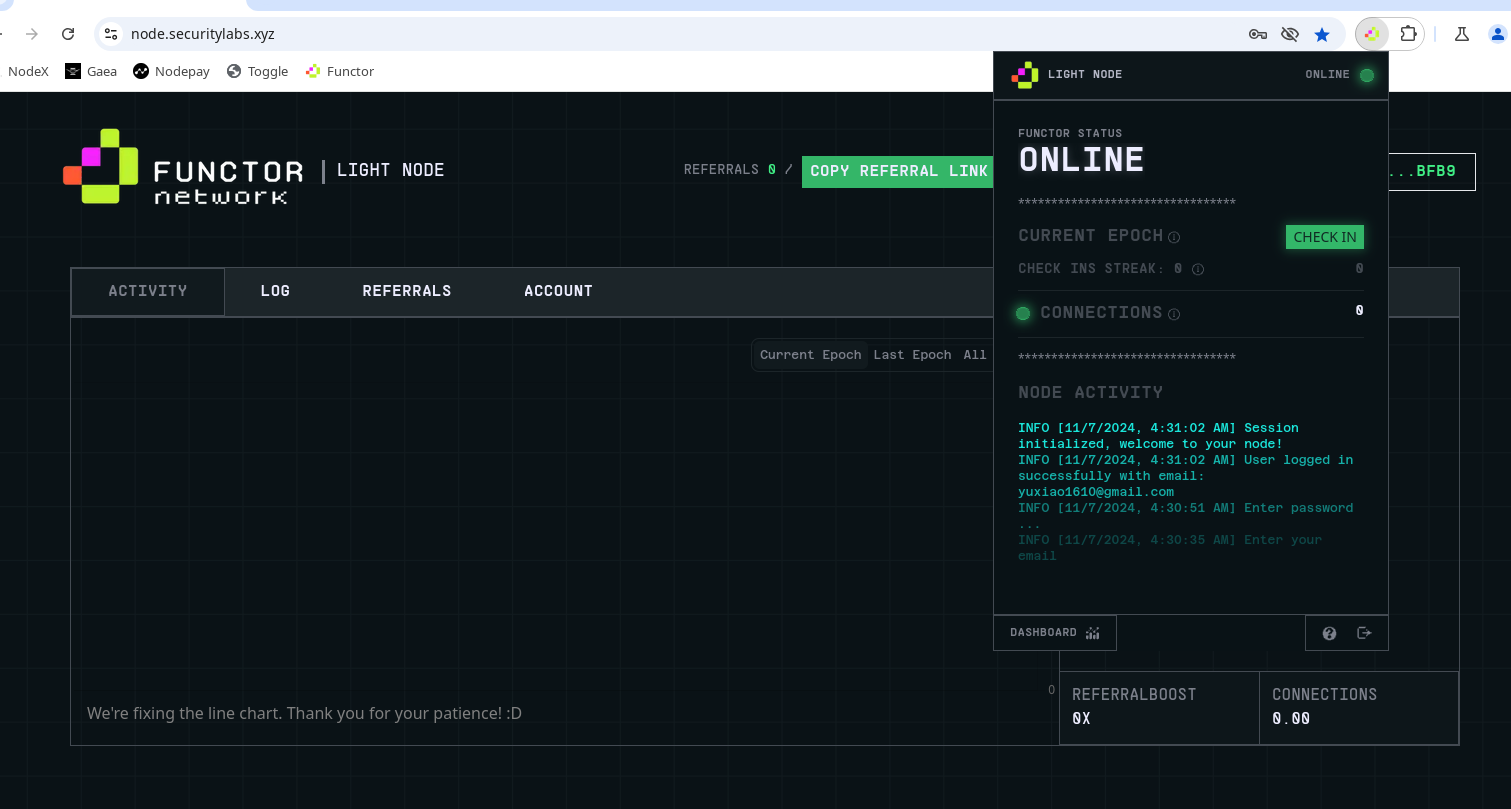 node.securitylabs.xyz
NodeX
Gaea
Nodepay
Toggle
Functor
FUNCTOR
network
LIGHT NODE
REFERRALS 0 /
COPY REFERRAL LINK
...BFB9
ACTIVITY
LOG
REFERRALS
ACCOUNT
Current Epoch
Last Epoch
All
We're fixing the line chart. Thank you for your patience! :D
0
REFERRALBOOST
0X
CONNECTIONS
0.00
LIGHT NODE
ONLINE
FUNCTOR STATUS
ONLINE
*********************************
CURRENT EPOCH
CHECK IN
CHECK INS STREAK: 0
0
CONNECTIONS
0
*********************************
NODE ACTIVITY
INFO [11/7/2024, 4:31:02 AM] Session
initialized, welcome to your node!
INFO [11/7/2024, 4:31:02 AM] User logged in
successfully with email:
yuxiao1610@gmail.com
INFO [11/7/2024, 4:30:51 AM] Enter password
...
INFO [11/7/2024, 4:30:35 AM] Enter your
email
DASHBOARD